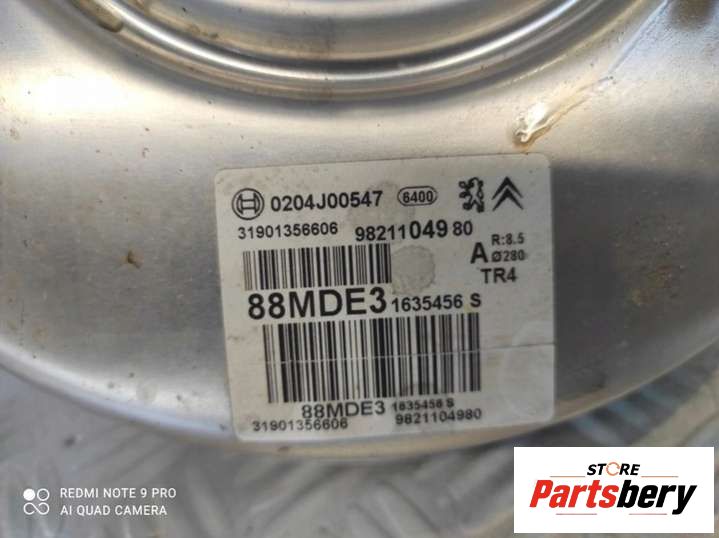 0204J00547 6400
31901356606 9821104980
A R:8.5
Ø280
TR4
88MDE3 1635456 S
88MDE3 1635456 S
31901356606 9821104980
REDMI NOTE 9 PRO
AI QUAD CAMERA
STORE
Partsbery